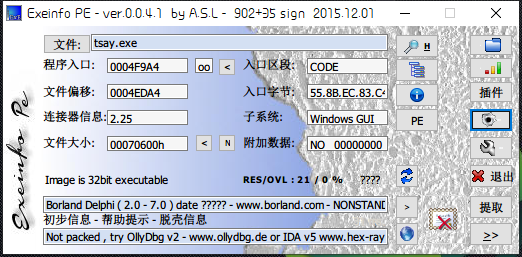 Exeinfo PE - ver.0.0.4.1 by A.S.L - 902+35 sign 2015.12.01
文件: tsay.exe
H
程序入口: 0004F9A4 oo < 入口区段: CODE
文件偏移: 0004EDA4 入口字节: 55.8B.EC.83.C4
插件
连接器信息: 2.25 子系统: Windows GUI
PE
文件大小: 00070600h < N 附加数据: NO 00000000
Image is 32bit executable RES/OVL : 21 / 0 % ????
退出
Borland Delphi ( 2.0 - 7.0 ) date ????? - www.borland.com - NONSTAND
> 提取
初步信息 - 帮助提示 - 脱壳信息
Not packed , try OllyDbg v2 - www.ollydbg.de or IDA v5 www.hex-ray
>>
Exeinfo Pe